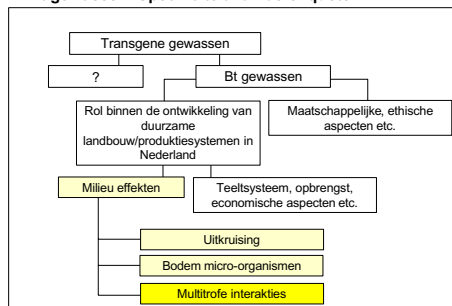 Transgene gewassen
?
Bt gewassen
Rol binnen de ontwikkeling van
duurzame
landbouw/produktiesystemen in
Nederland
Maatschappelijke, ethische
aspecten etc.
Milieu effekten
Teeltsysteem, opbrengst,
economische aspecten etc.
Uitkruising
Bodem micro-organismen
Multitrofe interakties